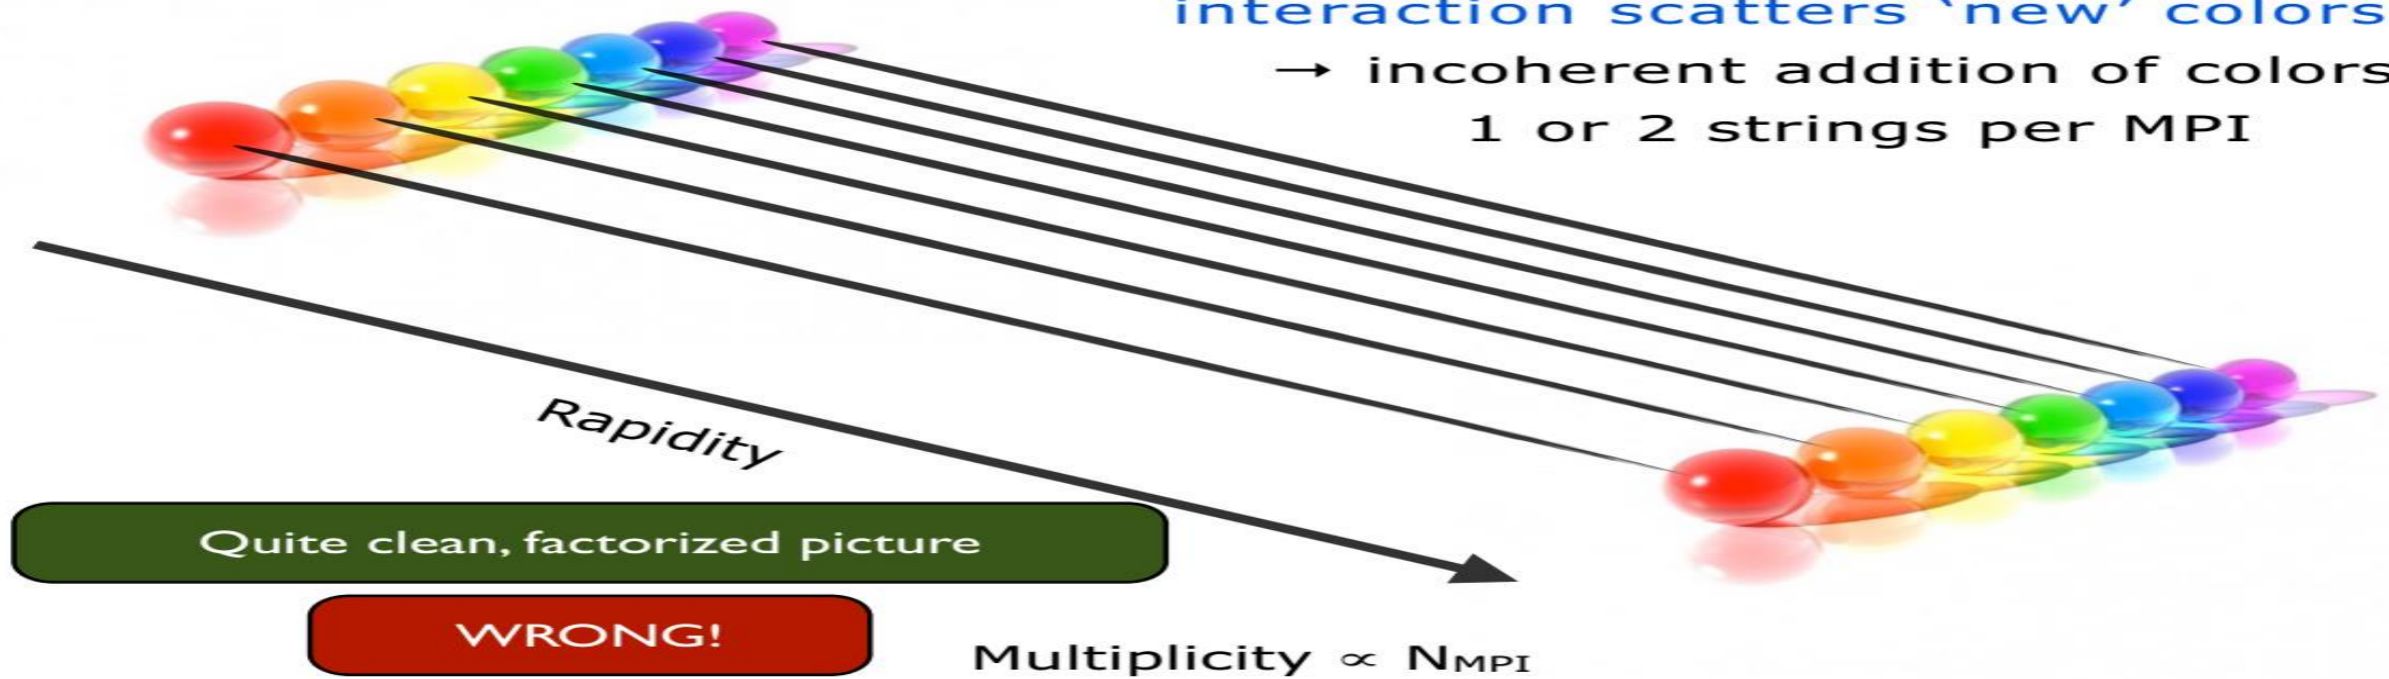 interaction scatters ‘new’ colors
→ incoherent addition of colors
1 or 2 strings per MPI
Rapidity
Quite clean, factorized picture
WRONG!
Multiplicity ∝ NMPI